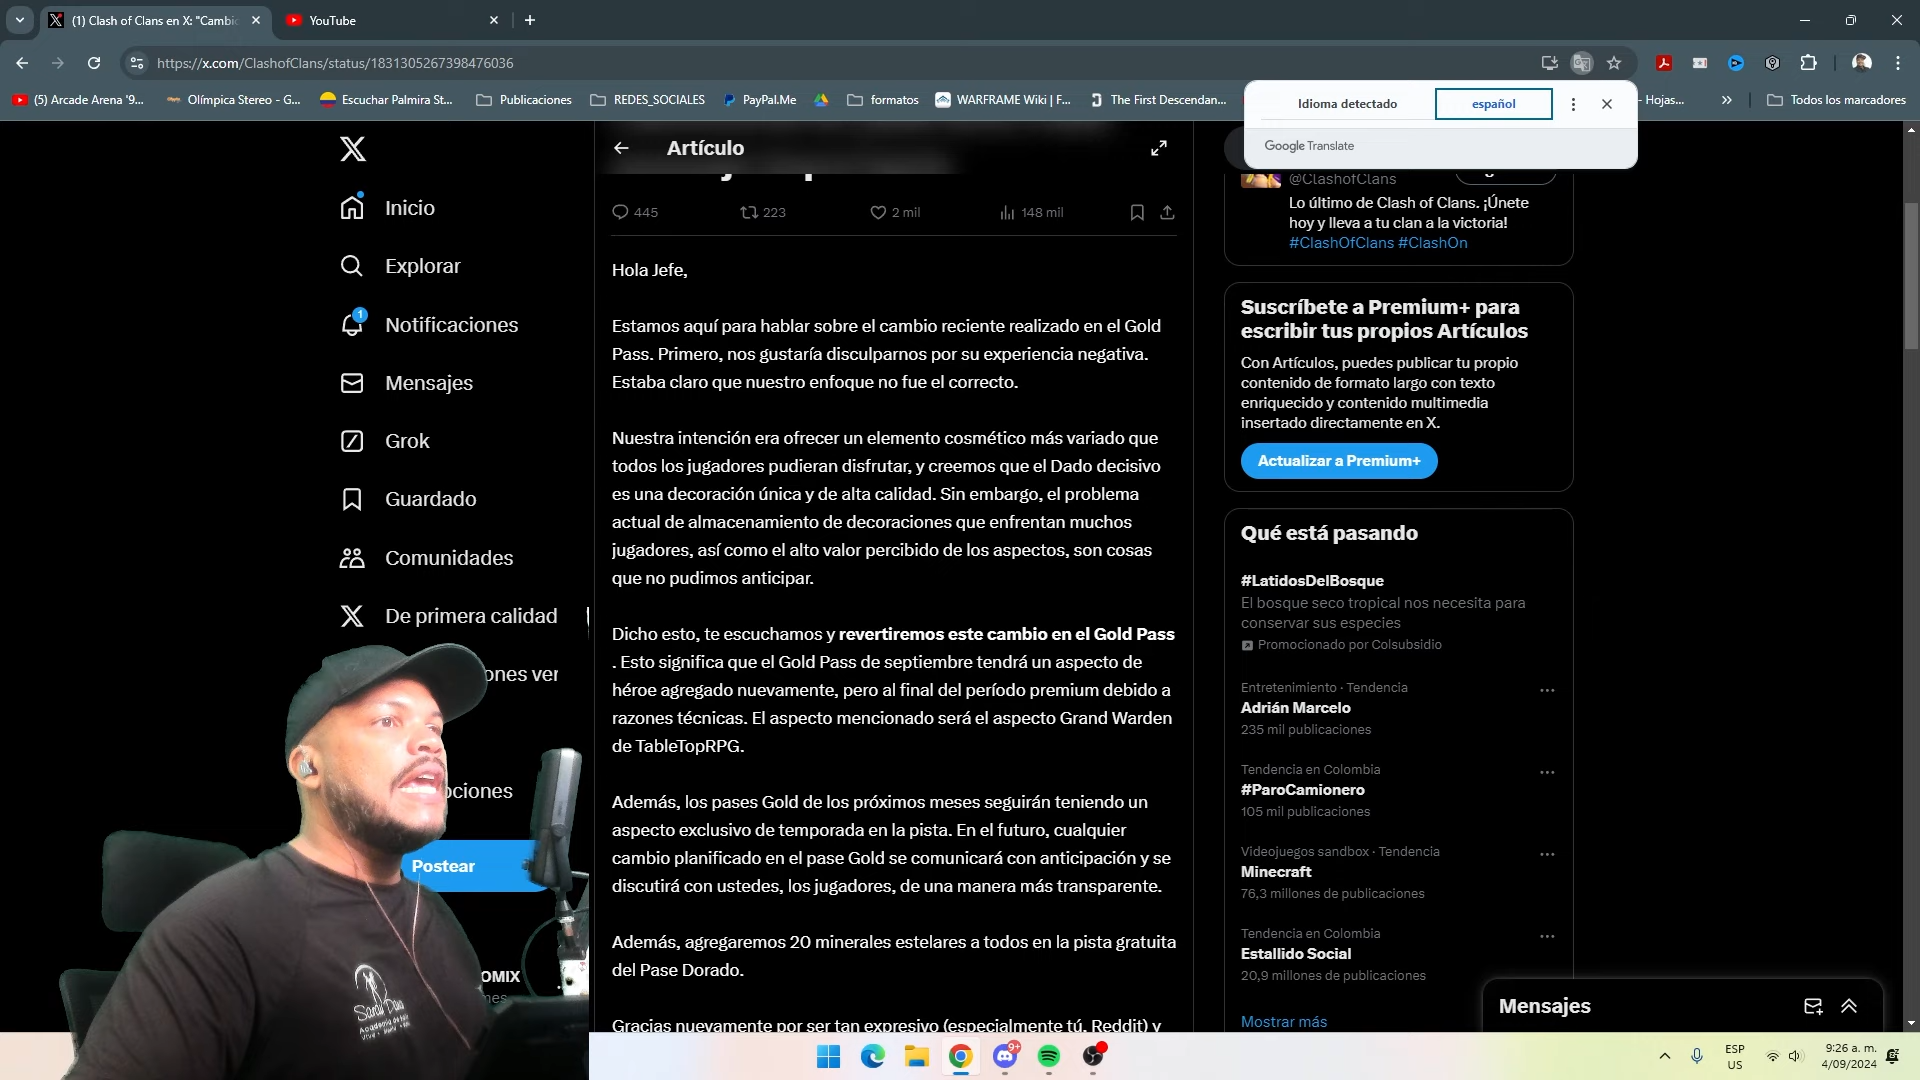 (1) Clash of Clans en X: "Cambio
YouTube
https://x.com/ClashofClans/status/1831305267398476036
(5) Arcade Arena '9...
Olímpica Stereo - G...
Escuchar Palmira St...
Publicaciones
REDES_SOCIALES
PayPal.Me
formatos
WARFRAME Wiki | F...
The First Descendan...
- Hojas...
Todos los marcadores
Idioma detectado
español
Google Translate
Inicio
Explorar
1
Notificaciones
Mensajes
Grok
Guardado
Comunidades
De primera calidad
ones ver
ociones
Postear
OMIX
nes
Artículo
445
223
2 mil
148 mil
Hola Jefe,
Estamos aquí para hablar sobre el cambio reciente realizado en el Gold
Pass. Primero, nos gustaría disculparnos por su experiencia negativa.
Estaba claro que nuestro enfoque no fue el correcto.
Nuestra intención era ofrecer un elemento cosmético más variado que
todos los jugadores pudieran disfrutar, y creemos que el Dado decisivo
es una decoración única y de alta calidad. Sin embargo, el problema
actual de almacenamiento de decoraciones que enfrentan muchos
jugadores, así como el alto valor percibido de los aspectos, son cosas
que no pudimos anticipar.
Dicho esto, te escuchamos y revertiremos este cambio en el Gold Pass
. Esto significa que el Gold Pass de septiembre tendrá un aspecto de
héroe agregado nuevamente, pero al final del período premium debido a
razones técnicas. El aspecto mencionado será el aspecto Grand Warden
de TableTopRPG.
Además, los pases Gold de los próximos meses seguirán teniendo un
aspecto exclusivo de temporada en la pista. En el futuro, cualquier
cambio planificado en el pase Gold se comunicará con anticipación y se
discutirá con ustedes, los jugadores, de una manera más transparente.
Además, agregaremos 20 minerales estelares a todos en la pista gratuita
del Pase Dorado.
Gracias nuevamente por ser tan expresivo (especialmente tú, Reddit) y
@ClashofClans
Lo último de Clash of Clans. ¡Únete
hoy y lleva a tu clan a la victoria!
#ClashOfClans #ClashOn
Suscríbete a Premium+ para
escribir tus propios Artículos
Con Artículos, puedes publicar tu propio
contenido de formato largo con texto
enriquecido y contenido multimedia
insertado directamente en X.
Actualizar a Premium+
Qué está pasando
#LatidosDelBosque
El bosque seco tropical nos necesita para
conservar sus especies
Promocionado por Colsubsidio
Entretenimiento · Tendencia
Adrián Marcelo
235 mil publicaciones
Tendencia en Colombia
#ParoCamionero
105 mil publicaciones
Videojuegos sandbox · Tendencia
Minecraft
76,3 millones de publicaciones
Tendencia en Colombia
Estallido Social
20,9 millones de publicaciones
Mostrar más
Mensajes
9+
ESP
US
9:26 a. m.
4/09/2024